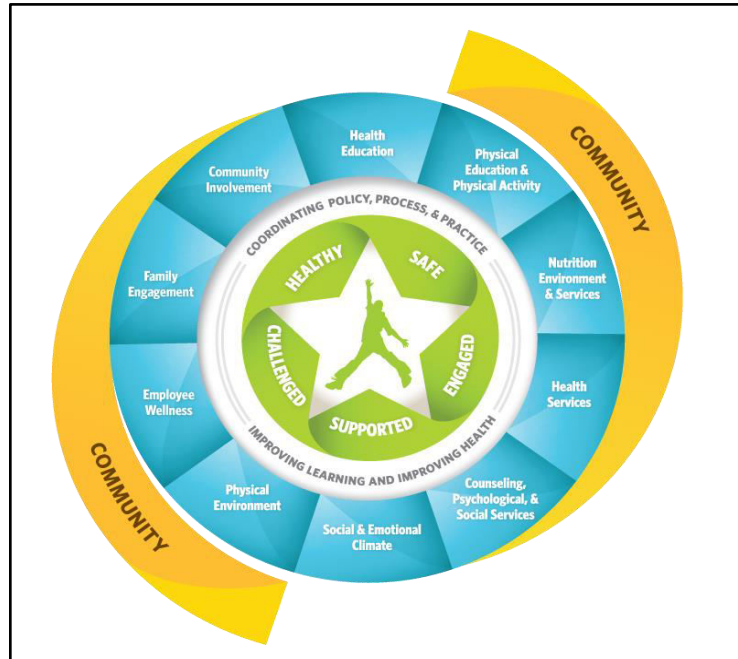 COMMUNITY
Health
Education
Physical
Education &
Physical Activity
Nutrition
Environment
& Services
Health
Services
Counseling,
Psychological, &
Social Services
Social & Emotional
Climate
Physical
Environment
Employee
Wellness
Family
Engagement
Community
Involvement
COORDINATING POLICY, PROCESS, & PRACTICE
IMPROVING LEARNING AND IMPROVING HEALTH
HEALTHY
SAFE
ENGAGED
SUPPORTED
CHALLENGED
COMMUNITY